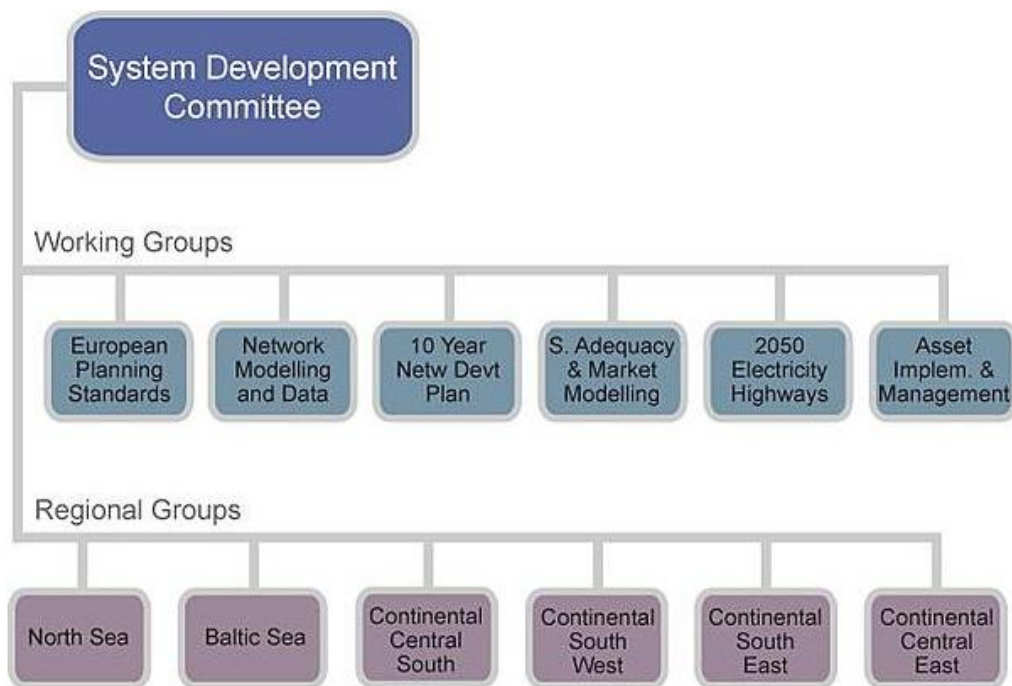 System Development
Committee
Working Groups
European
Planning
Standards
Network
Modelling
and Data
10 Year
Netw Devt
Plan
S. Adequacy
& Market
Modelling
2050
Electricity
Highways
Asset
Implem. &
Management
Regional Groups
North Sea
Baltic Sea
Continental
Central
South
Continental
South
West
Continental
South
East
Continental
Central
East